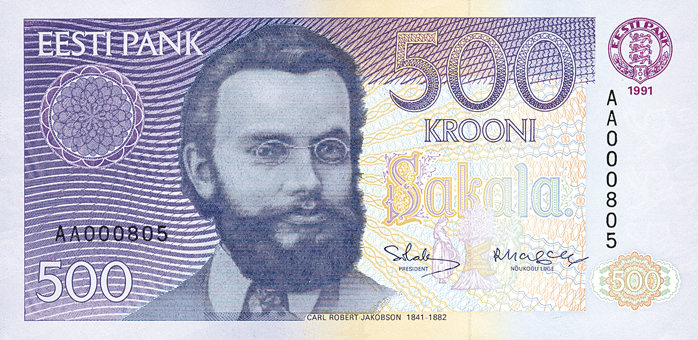 EESTI PANK
500
KROONI
EESTI PANK
1991
AA000805
Sakala.
AA000805
500
PRESIDENT
NÕUKOGU LIIGE
500
CARL ROBERT JAKOBSON 1841-1882